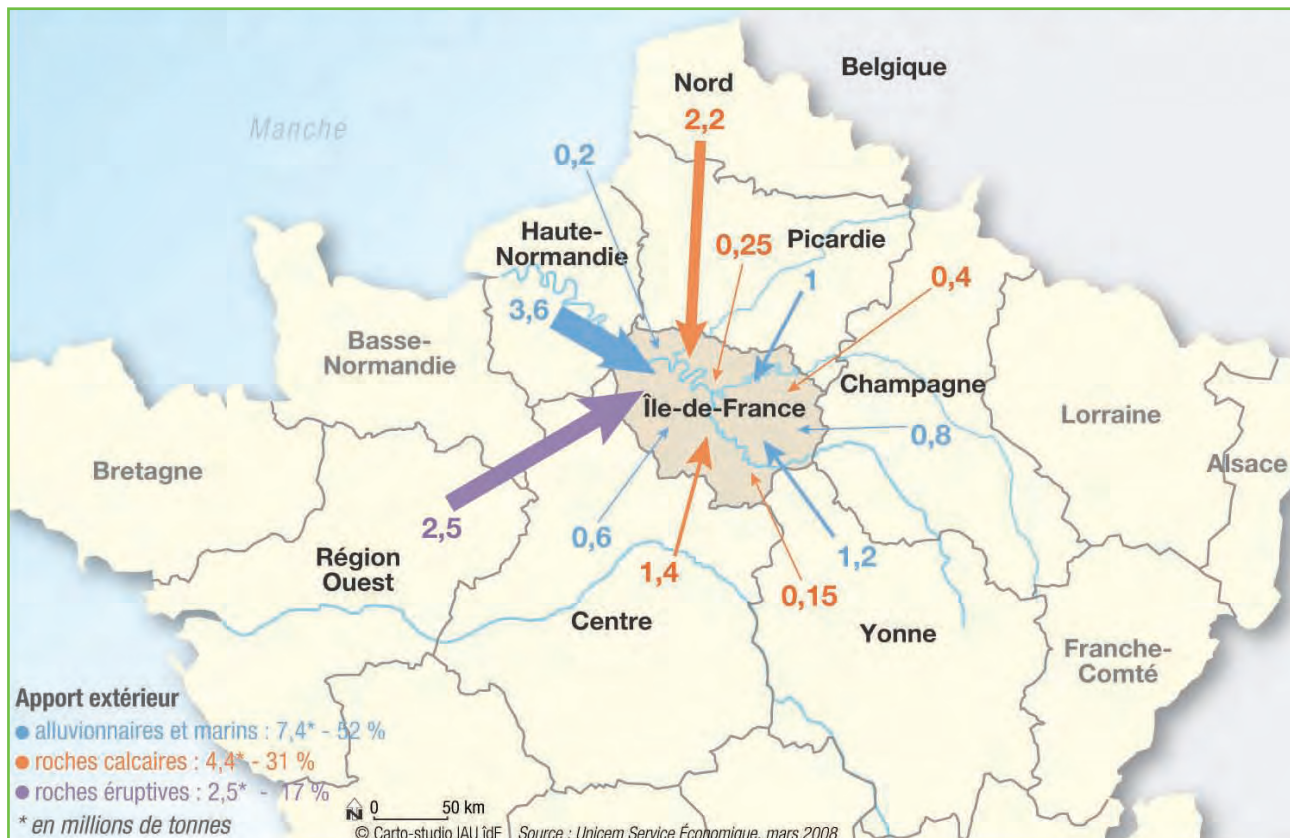 Belgique
Nord
2,2
Manche
0,2
Haute-
Normandie
Picardie
0,25
1
0,4
3,6
Basse-
Normandie
Champagne
Île-de-France
Lorraine
0,8
Bretagne
Alsace
2,5
0,6
1,4
1,2
0,15
Région
Ouest
Centre
Yonne
Franche-
Comté
Apport extérieur
alluvionnaires et marins : 7,4* - 52 %
roches calcaires : 4,4* - 31 %
roches éruptives : 2,5* - 17 %
* en millions de tonnes
N 0 50 km
© Carto-studio IAU îdF Source : Unicem Service Économique, mars 2008